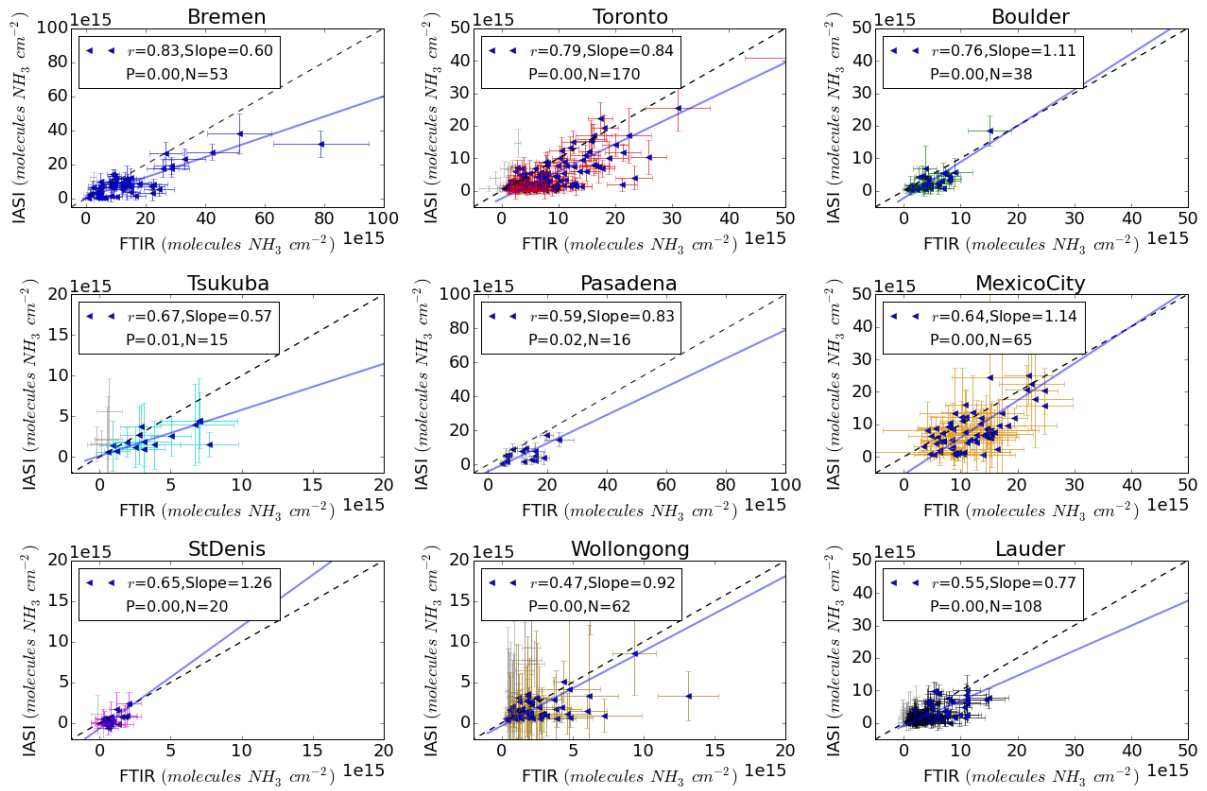 Bremen
1e15
100
80
60
40
20
0
r=0.83,Slope=0.60
P=0.00,N=53
IASI (molecules NH3 cm−2)
0 20 40 60 80 100
FTIR (molecules NH3 cm−2) 1e15
Toronto
1e15
50
40
30
20
10
0
r=0.79,Slope=0.84
P=0.00,N=170
IASI (molecules NH3 cm−2)
0 10 20 30 40 50
FTIR (molecules NH3 cm−2) 1e15
Boulder
1e15
50
40
30
20
10
0
r=0.76,Slope=1.11
P=0.00,N=38
IASI (molecules NH3 cm−2)
0 10 20 30 40 50
FTIR (molecules NH3 cm−2) 1e15
Tsukuba
1e15
20
15
10
5
0
r=0.67,Slope=0.57
P=0.01,N=15
IASI (molecules NH3 cm−2)
0 5 10 15 20
FTIR (molecules NH3 cm−2) 1e15
Pasadena
1e15
100
80
60
40
20
0
r=0.59,Slope=0.83
P=0.02,N=16
IASI (molecules NH3 cm−2)
0 20 40 60 80 100
FTIR (molecules NH3 cm−2) 1e15
MexicoCity
1e15
50
40
30
20
10
0
r=0.64,Slope=1.14
P=0.00,N=65
IASI (molecules NH3 cm−2)
0 10 20 30 40 50
FTIR (molecules NH3 cm−2) 1e15
StDenis
1e15
20
15
10
5
0
r=0.65,Slope=1.26
P=0.00,N=20
IASI (molecules NH3 cm−2)
0 5 10 15 20
FTIR (molecules NH3 cm−2) 1e15
Wollongong
1e15
20
15
10
5
0
r=0.47,Slope=0.92
P=0.00,N=62
IASI (molecules NH3 cm−2)
0 5 10 15 20
FTIR (molecules NH3 cm−2) 1e15
Lauder
1e15
50
40
30
20
10
0
r=0.55,Slope=0.77
P=0.00,N=108
IASI (molecules NH3 cm−2)
0 10 20 30 40 50
FTIR (molecules NH3 cm−2) 1e15